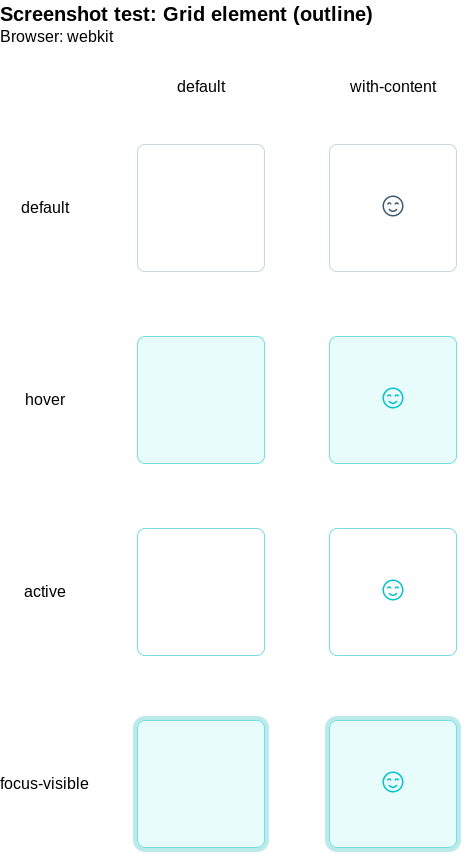 Screenshot test: Grid element (outline)
Browser: webkit
default with-content
default
hover
active
focus-visible